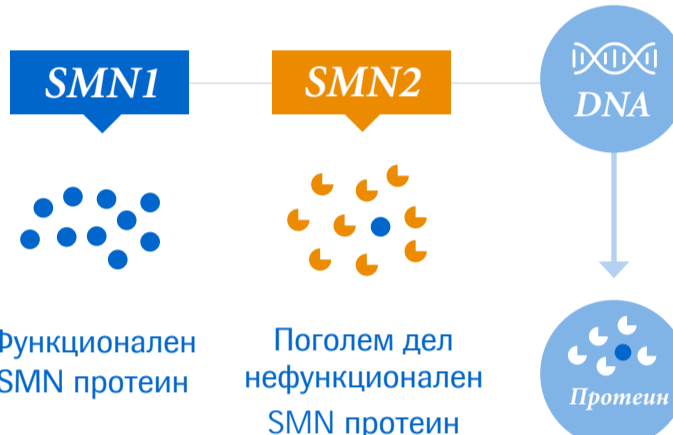 SMN1
SMN2
DNA
Функционален
SMN протеин
Поголем дел
нефункционален
SMN протеин
Протеин